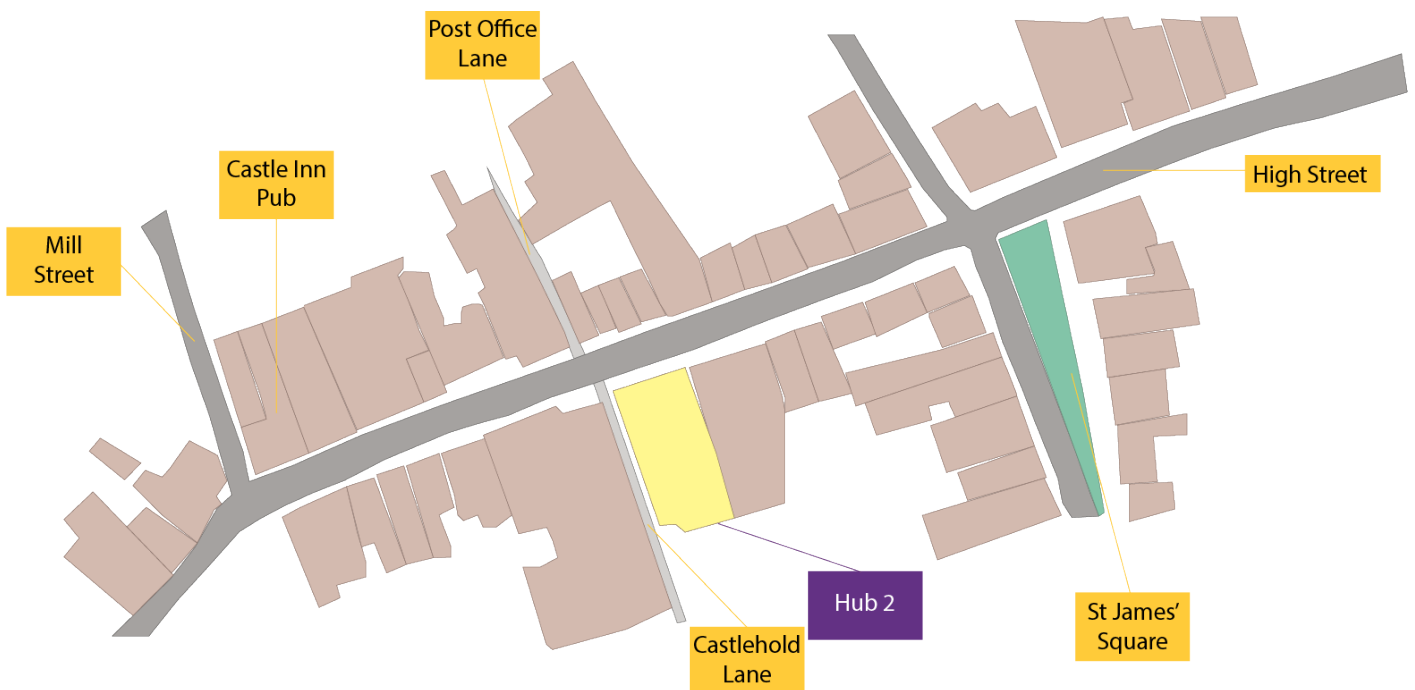 Post Office
Lane
Castle Inn
Pub
High Street
Mill
Street
Hub 2
St James’
Square
Castlehold
Lane